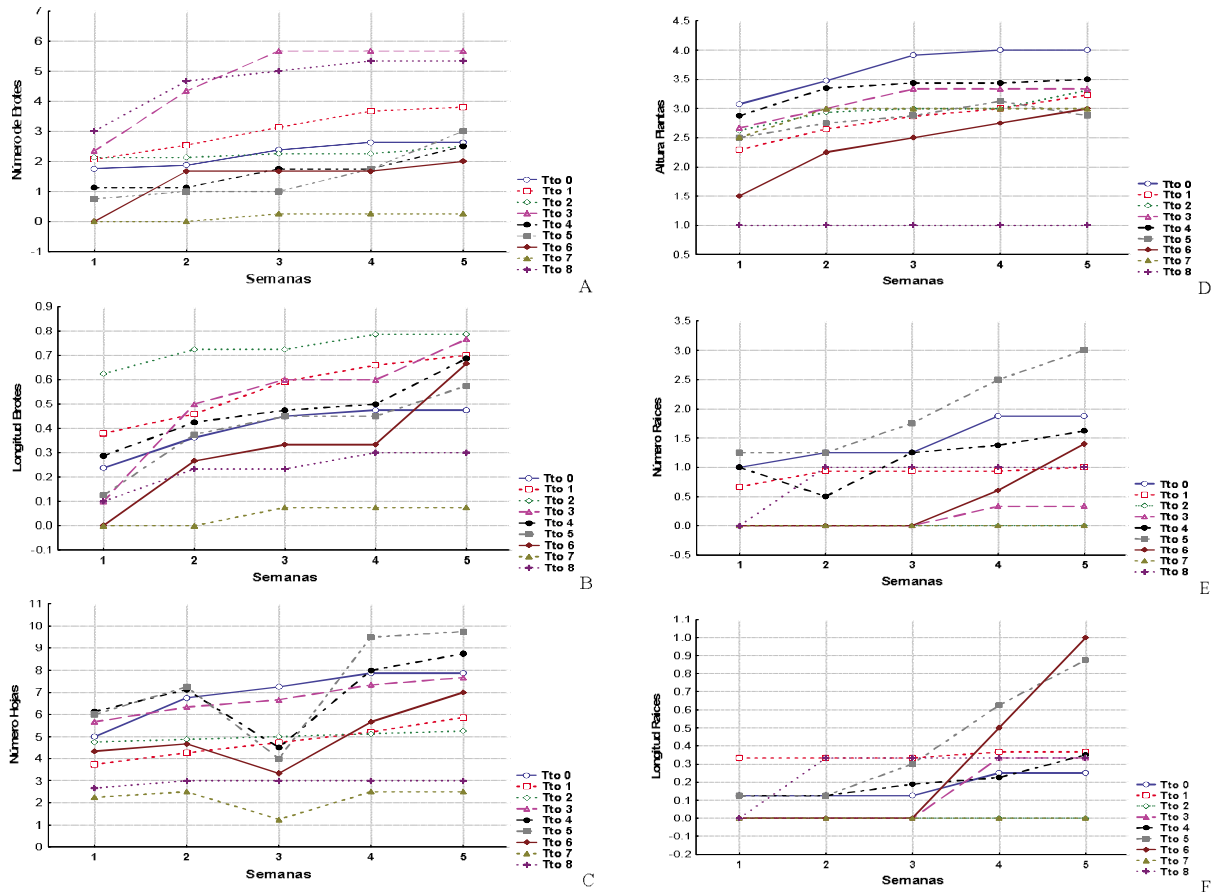 Número de Brotes
7
6
5
4
3
2
1
0
-1
1 2 3 4 5
Semanas
Tto 0
Tto 1
Tto 2
Tto 3
Tto 4
Tto 5
Tto 6
Tto 7
Tto 8
A
Longitud Brotes
0.9
0.8
0.7
0.6
0.5
0.4
0.3
0.2
0.1
0.0
-0.1
1 2 3 4 5
Semanas
Tto 0
Tto 1
Tto 2
Tto 3
Tto 4
Tto 5
Tto 6
Tto 7
Tto 8
B
Número Hojas
11
10
9
8
7
6
5
4
3
2
1
0
1 2 3 4 5
Semanas
Tto 0
Tto 1
Tto 2
Tto 3
Tto 4
Tto 5
Tto 6
Tto 7
Tto 8
C
Altura Plantas
4.5
4.0
3.5
3.0
2.5
2.0
1.5
1.0
0.5
1 2 3 4 5
Semanas
Tto 0
Tto 1
Tto 2
Tto 3
Tto 4
Tto 5
Tto 6
Tto 7
Tto 8
D
Número Raices
3.5
3.0
2.5
2.0
1.5
1.0
0.5
0.0
-0.5
1 2 3 4 5
Semanas
Tto 0
Tto 1
Tto 2
Tto 3
Tto 4
Tto 5
Tto 6
Tto 7
Tto 8
E
Longitud Raices
1.1
1.0
0.9
0.8
0.7
0.6
0.5
0.4
0.3
0.2
0.1
0.0
-0.1
-0.2
1 2 3 4 5
Semanas
Tto 0
Tto 1
Tto 2
Tto 3
Tto 4
Tto 5
Tto 6
Tto 7
Tto 8
F